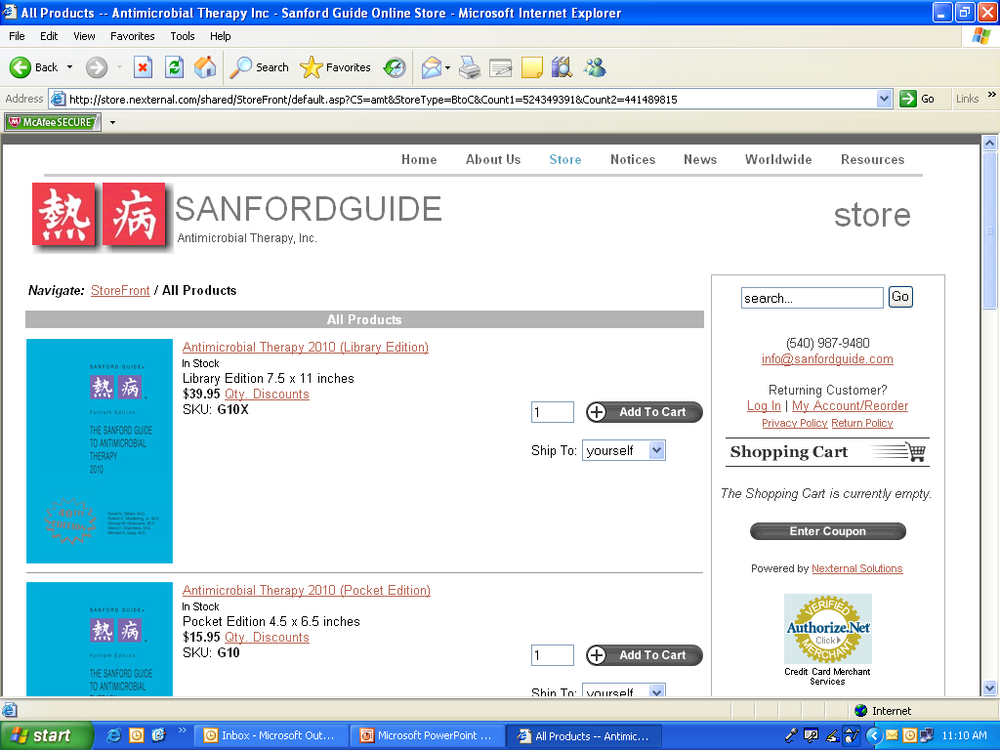 All Products -- Antimicrobial Therapy Inc - Sanford Guide Online Store - Microsoft Internet Explorer
File Edit View Favorites Tools Help
Back Search Favorites
Address http://store.nexternal.com/shared/StoreFront/default.asp?CS=amt&StoreType=BtoC&Count1=524349391&Count2=441489815 Go Links »
McAfee SECURE
Home About Us Store Notices News Worldwide Resources
熱 病 SANFORDGUIDE
Antimicrobial Therapy, Inc.
store
Navigate: StoreFront / All Products
All Products
SANFORD GUIDE
熱 病
Fortieth Edition
THE SANFORD GUIDE
TO ANTIMICROBIAL
THERAPY
2010
Antimicrobial Therapy 2010 (Library Edition)
In Stock
Library Edition 7.5 x 11 inches
$39.95 Qty. Discounts
SKU: G10X
1 Add To Cart
Ship To: yourself
SANFORD GUIDE
熱 病
Fortieth Edition
THE SANFORD GUIDE
TO ANTIMICROBIAL
THERAPY
Antimicrobial Therapy 2010 (Pocket Edition)
In Stock
Pocket Edition 4.5 x 6.5 inches
$15.95 Qty. Discounts
SKU: G10
1 Add To Cart
Ship To: yourself
search... Go
(540) 987-9480
info@sanfordguide.com
Returning Customer?
Log In | My Account/Reorder
Privacy Policy Return Policy
Shopping Cart
The Shopping Cart is currently empty.
Enter Coupon
Powered by Nexternal Solutions
VERIFIED
Authorize.Net
Click
MERCHANT
Credit Card Merchant
Services
Internet
start » Inbox - Microsoft Out... Microsoft PowerPoint ... All Products -- Antimic... 11:10 AM